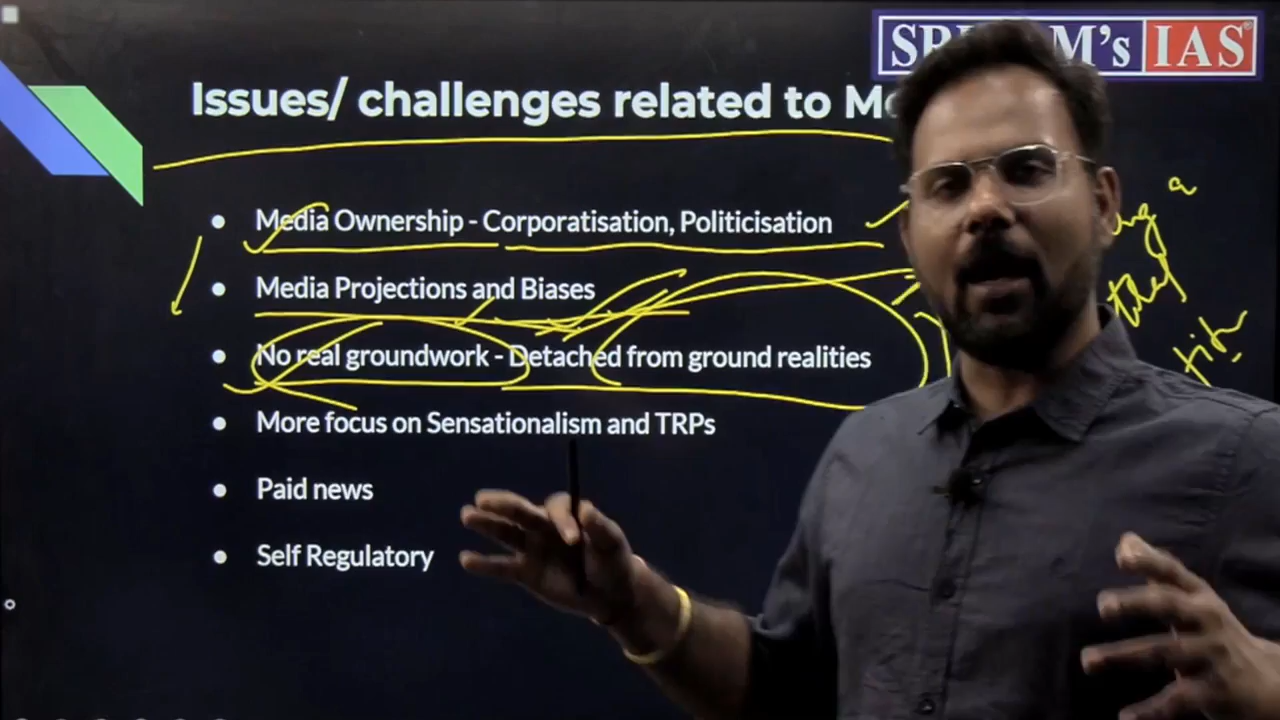 Issues/ challenges related to
Media Ownership - Corporatisation, Politicisation
Media Projections and Biases
No real groundwork - Detached from ground realities
More focus on Sensationalism and TRPs
Paid news
Self Regulatory
IAS
a